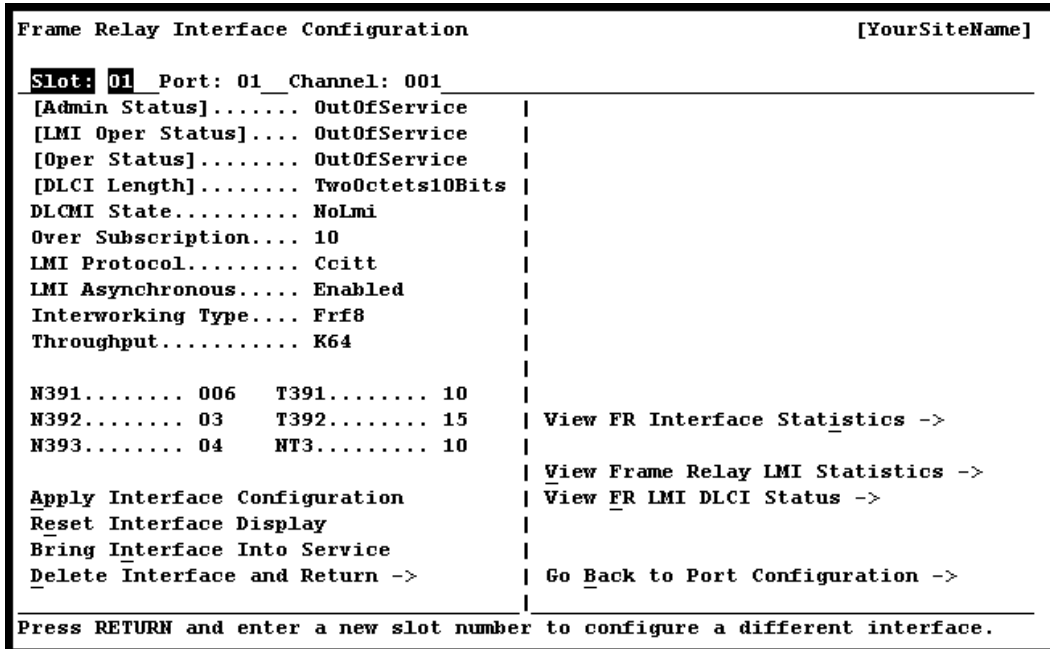 Frame Relay Interface Configuration [YourSiteName]
Slot: 01 Port: 01 Channel: 001
[Admin Status]....... OutOfService |
[LMI Oper Status].... OutOfService |
[Oper Status]........ OutOfService |
[DLCI Length]........ TwoOctets10Bits |
DLCMI State.......... NoLmi |
Over Subscription.... 10 |
LMI Protocol......... Ccitt |
LMI Asynchronous..... Enabled |
Interworking Type.... Frf8 |
Throughput........... K64 |
|
N391........ 006 T391........ 10 |
N392........ 03 T392........ 15 | View FR Interface Statistics ->
N393........ 04 NT3......... 10 |
| View Frame Relay LMI Statistics ->
Apply Interface Configuration | View FR LMI DLCI Status ->
Reset Interface Display |
Bring Interface Into Service |
Delete Interface and Return -> | Go Back to Port Configuration ->
|
Press RETURN and enter a new slot number to configure a different interface.